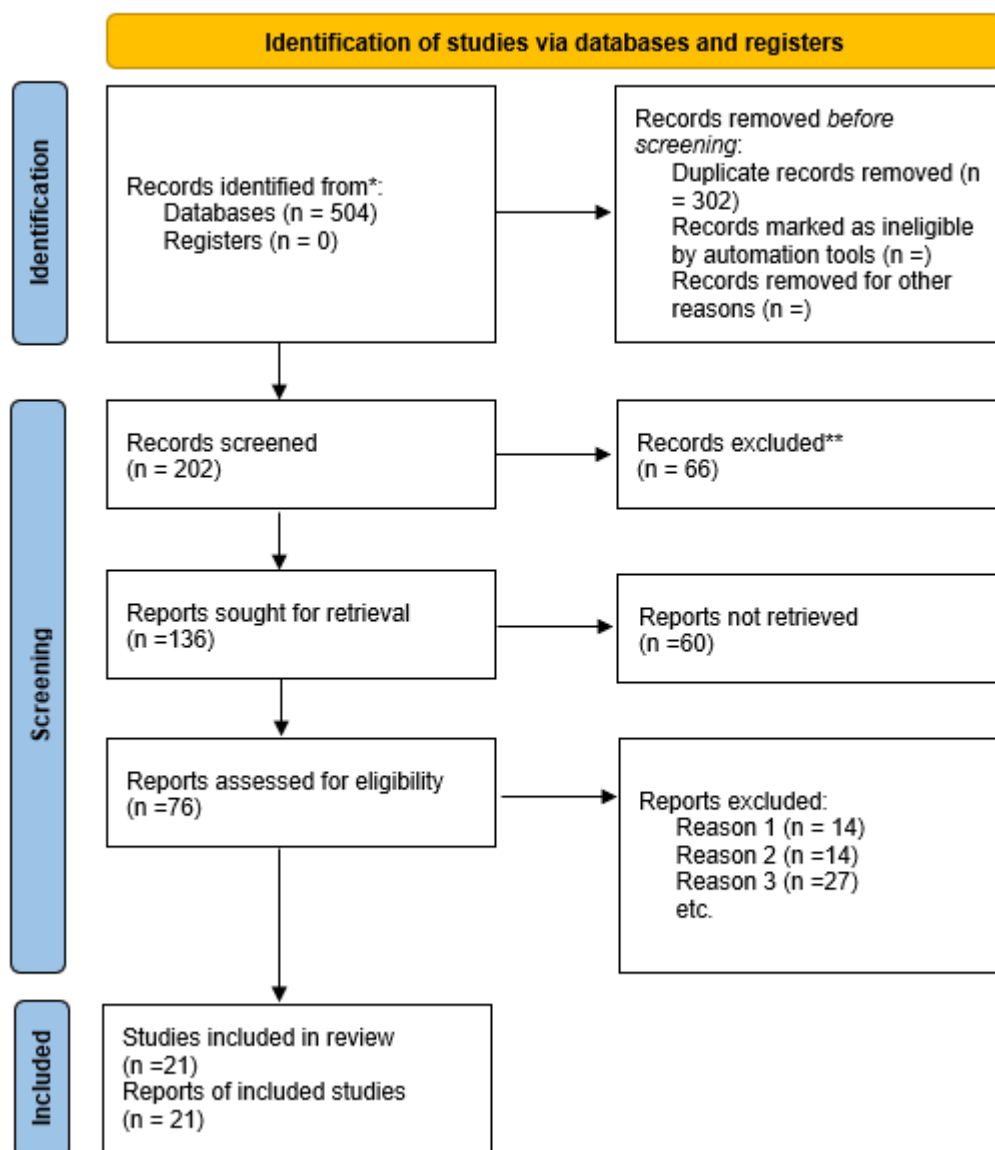 Identification of studies via databases and registers
Identification
Records identified from*:
Databases (n = 504)
Registers (n = 0)
Records removed before
screening:
Duplicate records removed (n
= 302)
Records marked as ineligible
by automation tools (n =)
Records removed for other
reasons (n =)
Screening
Records screened
(n = 202)
Records excluded**
(n = 66)
Reports sought for retrieval
(n =136)
Reports not retrieved
(n =60)
Reports assessed for eligibility
(n =76)
Reports excluded:
Reason 1 (n = 14)
Reason 2 (n =14)
Reason 3 (n =27)
etc.
Included
Studies included in review
(n =21)
Reports of included studies
(n = 21)